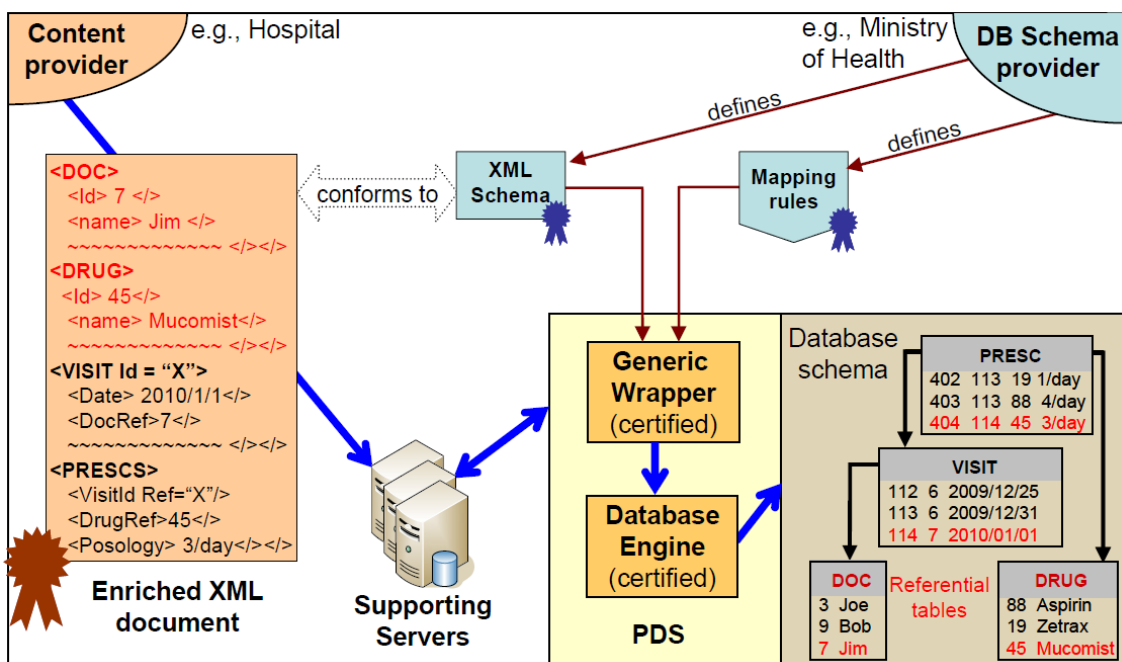 Content
provider
e.g., Hospital
e.g., Ministry
of Health
DB Schema
provider
defines
defines
<DOC>
<Id> 7 </>
<name> Jim </>
~~~~~~~~~~~~~ </></>
<DRUG>
<Id> 45</>
<name> Mucomist</>
~~~~~~~~~~~~~ </></>
<VISIT Id = “X”>
<Date> 2010/1/1</>
<DocRef>7</>
~~~~~~~~~~~~~ </></>
<PRESCS>
<VisitId Ref=“X”/>
<DrugRef>45</>
<Posology> 3/day</></>
Enriched XML
document
conforms to
XML
Schema
Mapping
rules
Supporting
Servers
Generic
Wrapper
(certified)
Database
Engine
(certified)
PDS
Database
schema
PRESC
402 113 19 1/day
403 113 88 4/day
404 114 45 3/day
VISIT
112 6 2009/12/25
113 6 2009/12/31
114 7 2010/01/01
DOC
3 Joe
9 Bob
7 Jim
Referential
tables
DRUG
88 Aspirin
19 Zetrax
45 Mucomist